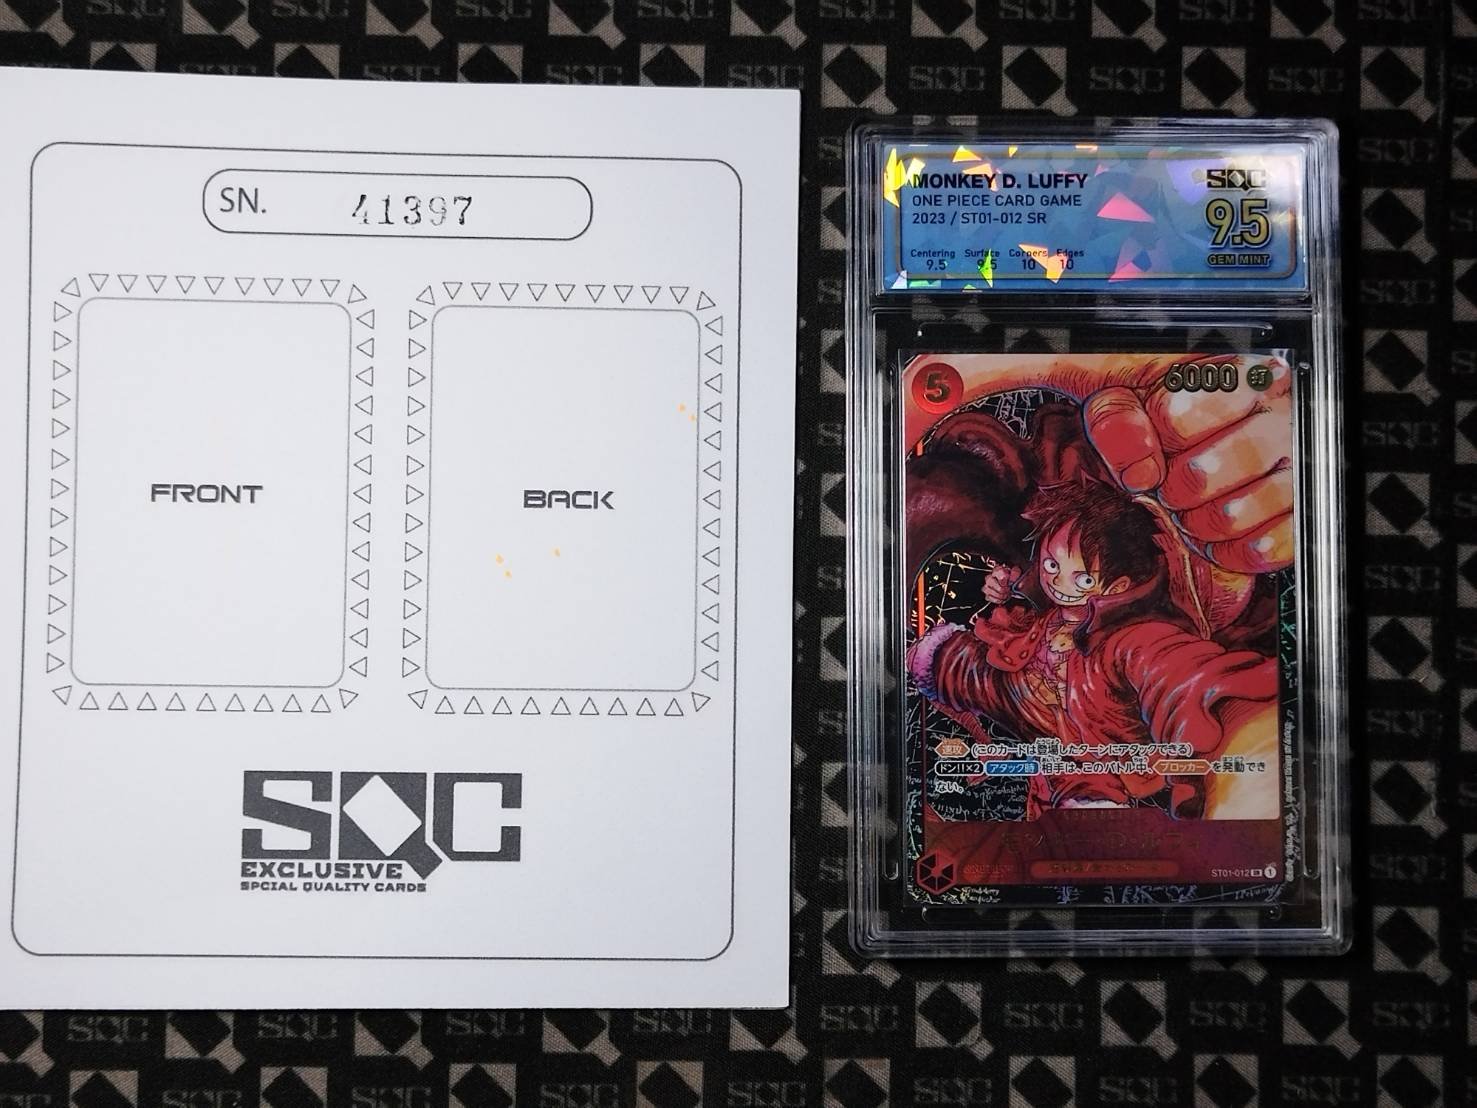 SN. 41397
FRONT
BACK
SQC
EXCLUSIVE
SPCIAL QUALITY CARDS
MONKEY D. LUFFY
ONE PIECE CARD GAME
2023 / ST01-012 SR
Centering Surface Corners Edges
9.5 9.5 10 10
SQC
9.5
GEM MINT
5
6000 打
速攻 (このカードは登場したターンにアタックできる)
ドン!!×2 アタック時 相手は、このバトル中、ブロッカー を発動でき
ない。
ST01-012 SR 1